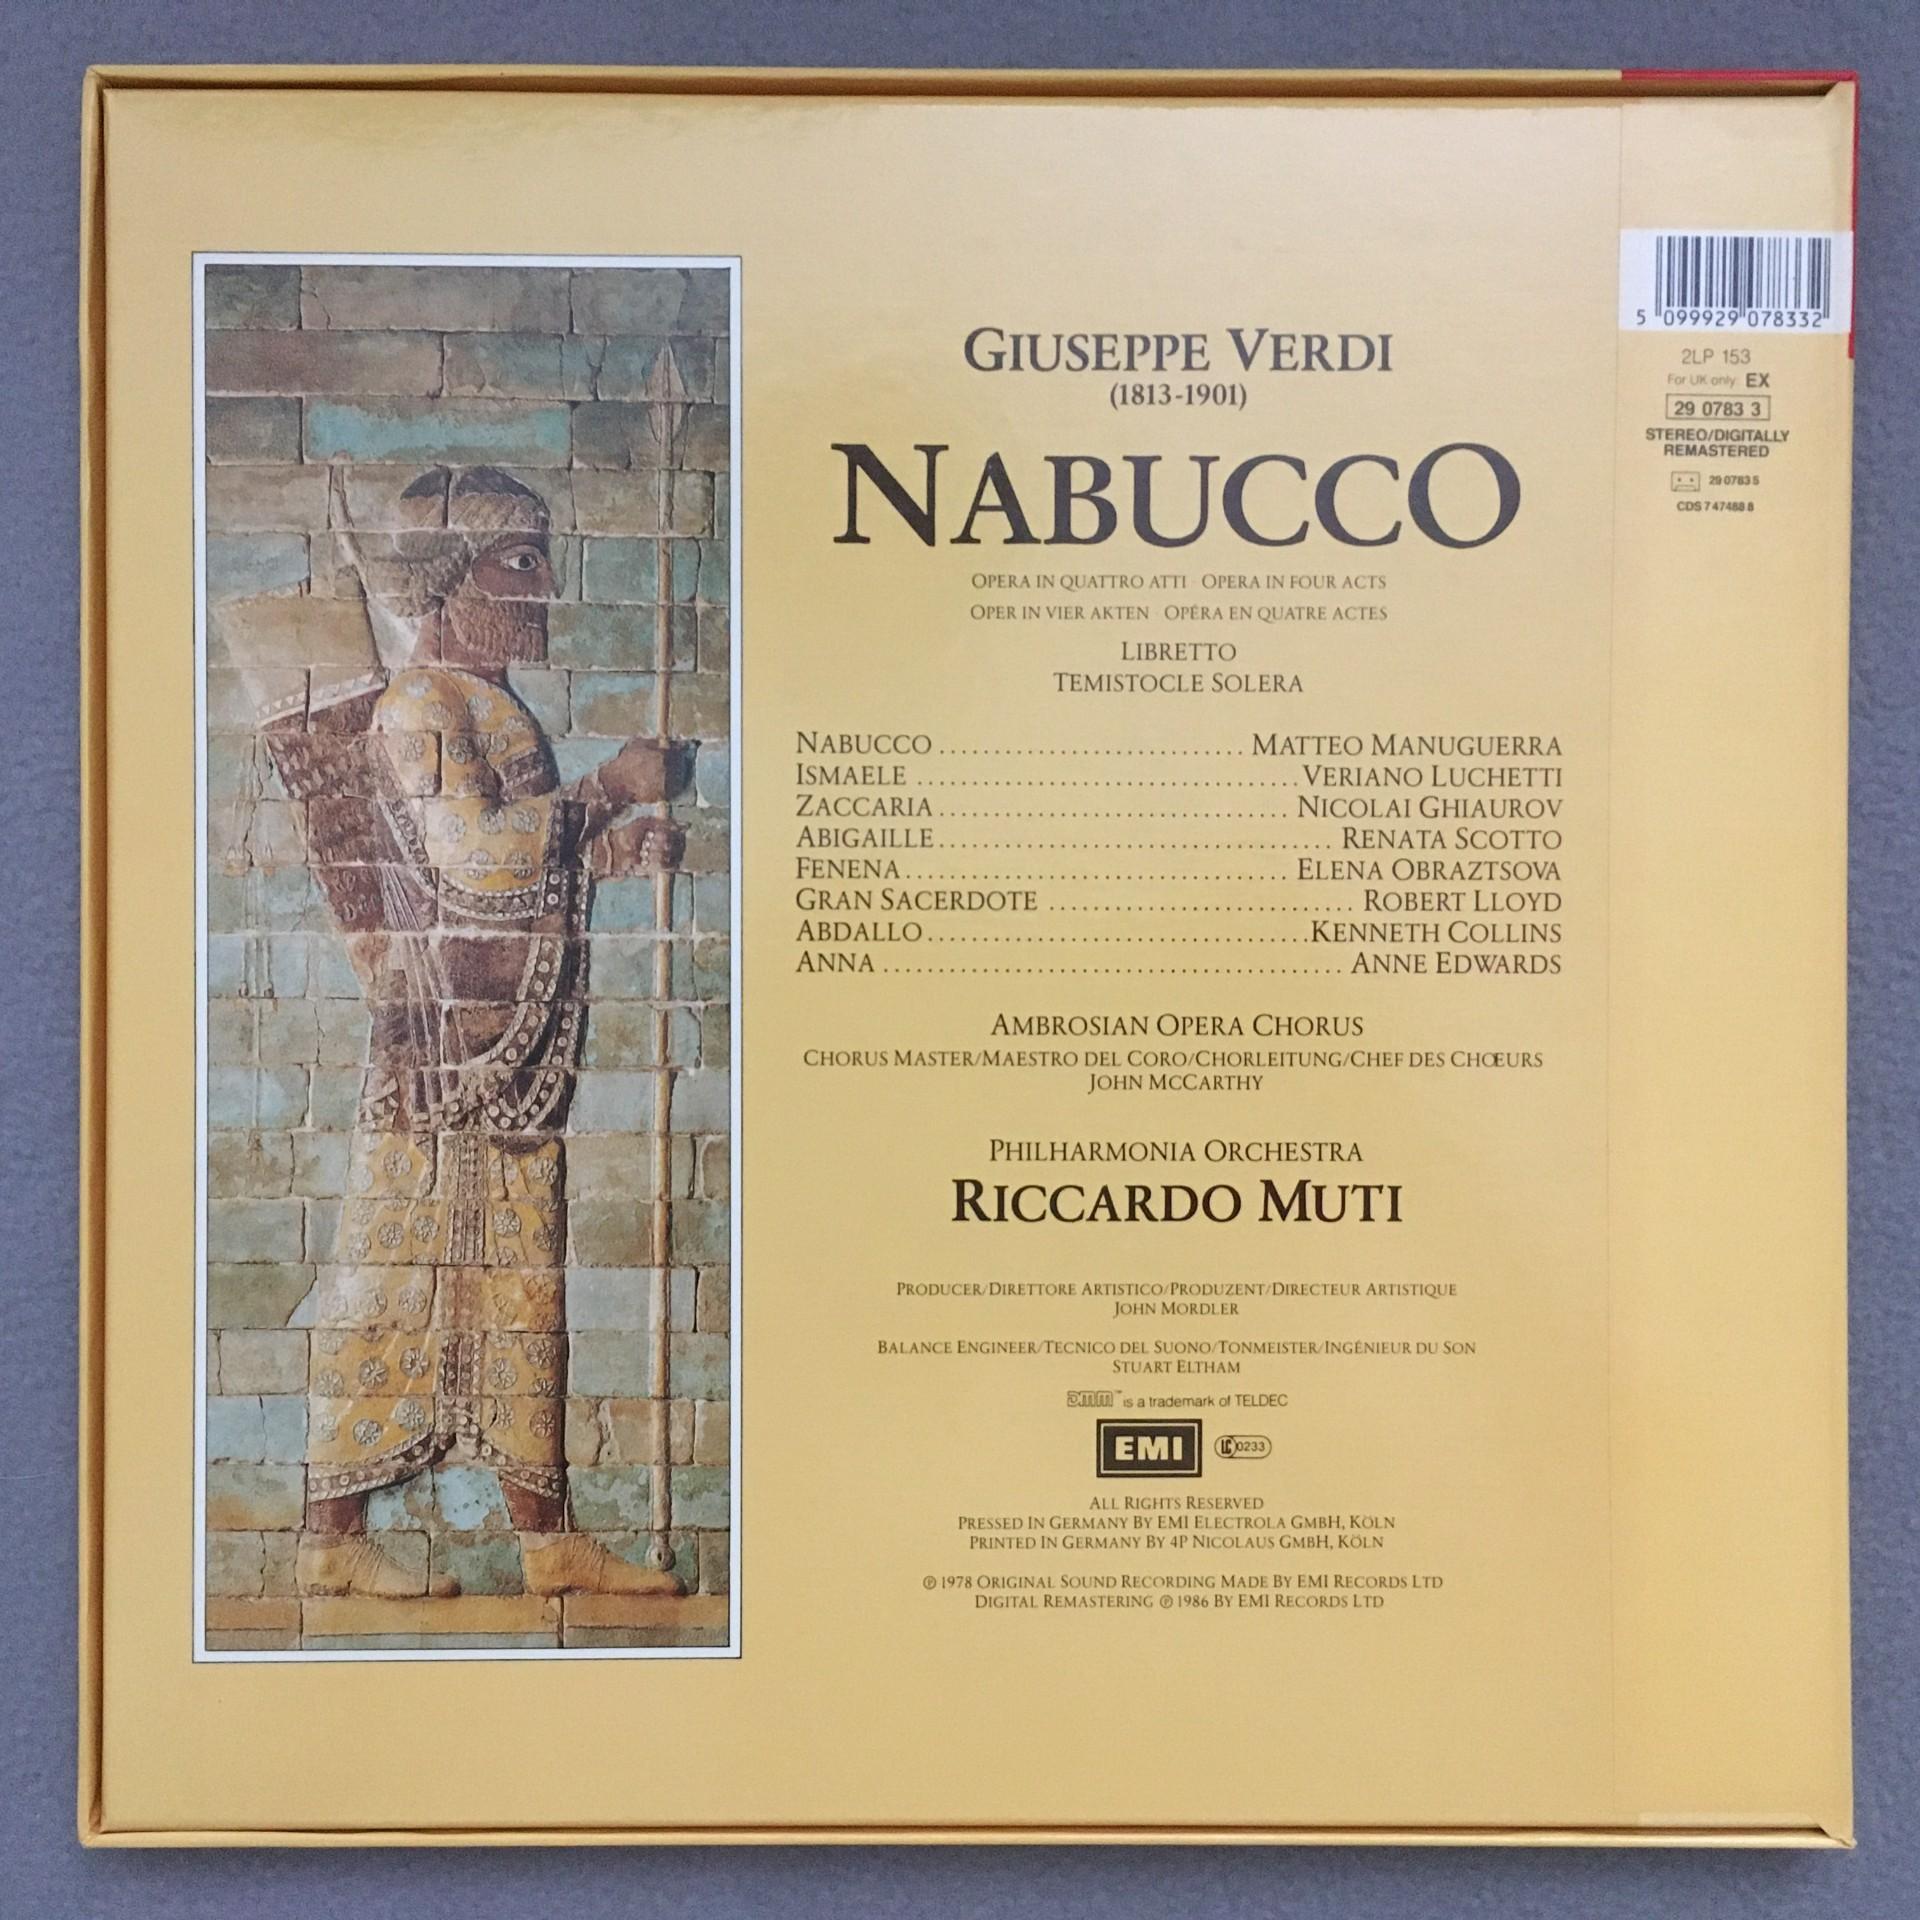 GIUSEPPE VERDI
(1813-1901)
NABUCCO
OPERA IN QUATTRO ATTI · OPERA IN FOUR ACTS
OPER IN VIER AKTEN · OPÉRA EN QUATRE ACTES
LIBRETTO
TEMISTOCLE SOLERA
NABUCCO ............................ MATTEO MANUGUERRA
ISMAELE ................................... VERIANO LUCHETTI
ZACCARIA ................................ NICOLAI GHIAUROV
ABIGAILLE .................................... RENATA SCOTTO
FENENA ................................... ELENA OBRAZTSOVA
GRAN SACERDOTE ............................ ROBERT LLOYD
ABDALLO ................................... KENNETH COLLINS
ANNA .......................................... ANNE EDWARDS
AMBROSIAN OPERA CHORUS
CHORUS MASTER/MAESTRO DEL CORO/CHORLEITUNG/CHEF DES CHŒURS
JOHN MCCARTHY
PHILHARMONIA ORCHESTRA
RICCARDO MUTI
PRODUCER/DIRETTORE ARTISTICO/PRODUZENT/DIRECTEUR ARTISTIQUE
JOHN MORDLER
BALANCE ENGINEER/TECNICO DEL SUONO/TONMEISTER/INGÉNIEUR DU SON
STUART ELTHAM
DMM™ is a trademark of TELDEC
EMI LC 0233
ALL RIGHTS RESERVED
PRESSED IN GERMANY BY EMI ELECTROLA GMBH, KÖLN
PRINTED IN GERMANY BY 4P NICOLAUS GMBH, KÖLN
℗ 1978 ORIGINAL SOUND RECORDING MADE BY EMI RECORDS LTD
DIGITAL REMASTERING ℗ 1986 BY EMI RECORDS LTD
5 099929 078332
2LP 153
For UK only: EX
29 0783 3
STEREO/DIGITALLY
REMASTERED
29 0783 5
CDS 7 47488 8